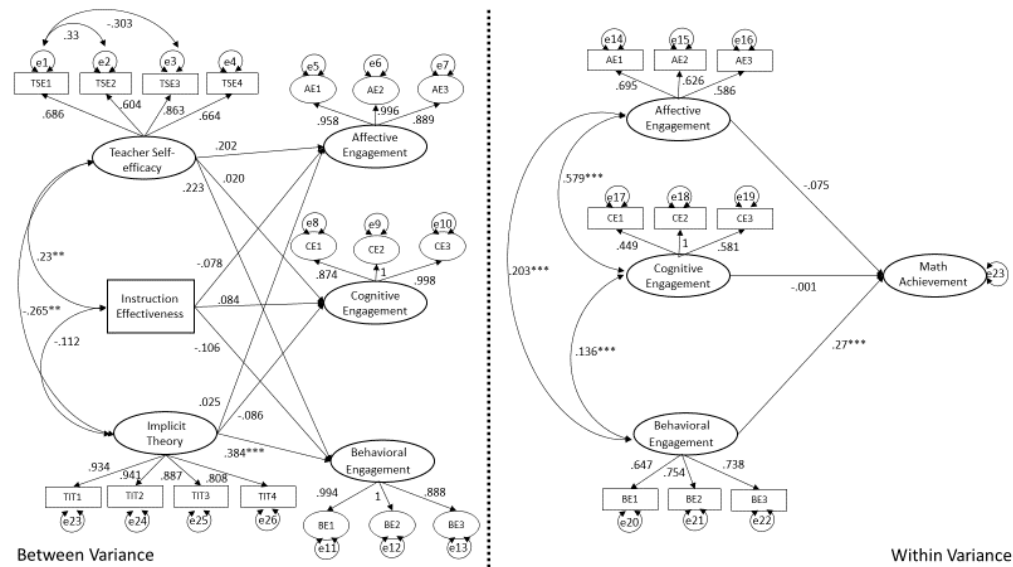 -.303
.33
e1
e2
e3
e4
TSE1
TSE2
TSE3
TSE4
.686
.604
.863
.664
Teacher Self-
efficacy
e5
e6
e7
AE1
AE2
AE3
.958
.996
.889
Affective
Engagement
.202
.020
.223
e8
e9
e10
CE1
CE2
CE3
.874
1
.998
Cognitive
Engagement
-.078
.084
-.106
.23**
-.265**
-.112
Instruction
Effectiveness
.025
-.086
.384***
Implicit
Theory
.934
.941
.887
.808
TIT1
TIT2
TIT3
TIT4
e23
e24
e25
e26
Behavioral
Engagement
.994
1
.888
BE1
BE2
BE3
e11
e12
e13
Between Variance
e14
e15
e16
AE1
AE2
AE3
.695
.626
.586
Affective
Engagement
-.075
.579***
e17
e18
e19
CE1
CE2
CE3
.449
1
.581
Cognitive
Engagement
-.001
.203***
.136***
Math
Achievement
e23
.27***
Behavioral
Engagement
.647
.754
.738
BE1
BE2
BE3
e20
e21
e22
Within Variance